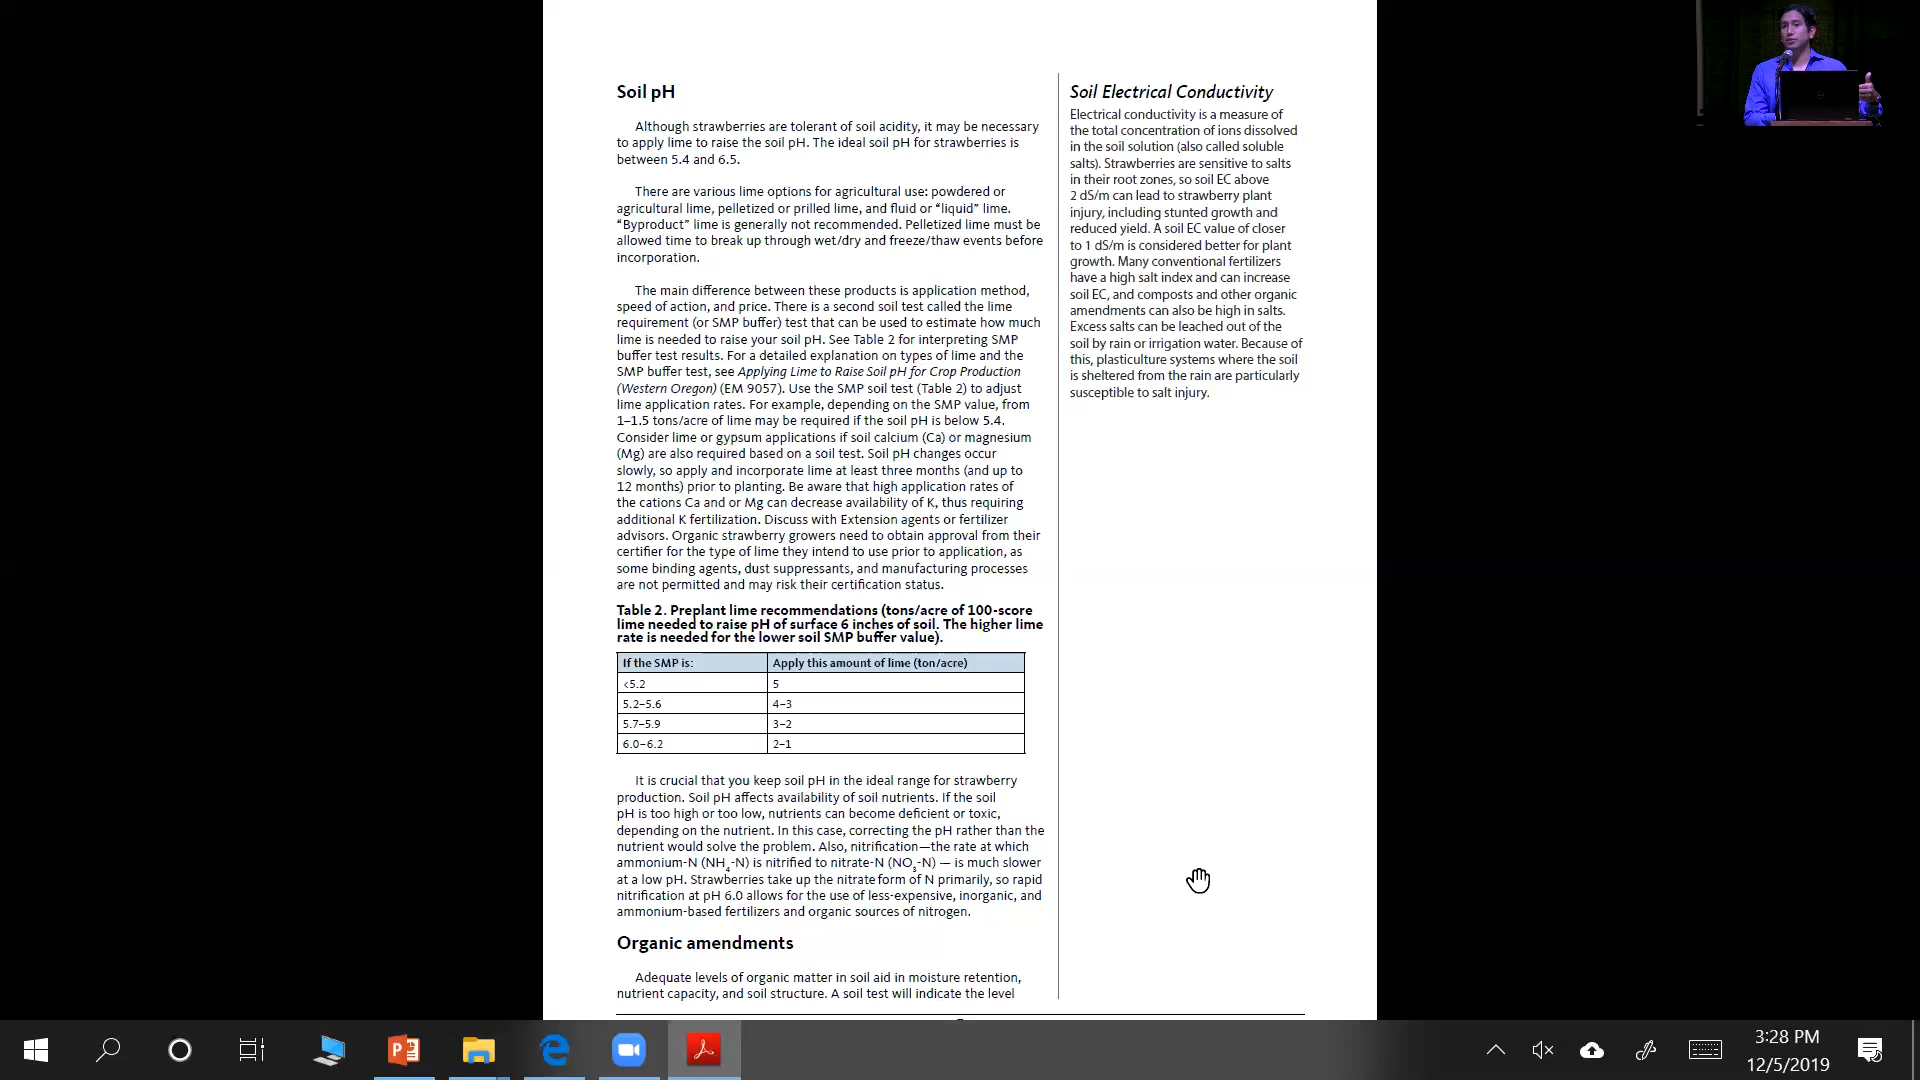 Soil pH
Although strawberries are tolerant of soil acidity, it may be necessary
to apply lime to raise the soil pH. The ideal soil pH for strawberries is
between 5.4 and 6.5.
There are various lime options for agricultural use: powdered or
agricultural lime, pelletized or prilled lime, and fluid or “liquid” lime.
“Byproduct” lime is generally not recommended. Pelletized lime must be
allowed time to break up through wet/dry and freeze/thaw events before
incorporation.
The main difference between these products is application method,
speed of action, and price. There is a second soil test called the lime
requirement (or SMP buffer) test that can be used to estimate how much
lime is needed to raise your soil pH. See Table 2 for interpreting SMP
buffer test results. For a detailed explanation on types of lime and the
SMP buffer test, see Applying Lime to Raise Soil pH for Crop Production
(Western Oregon) (EM 9057). Use the SMP soil test (Table 2) to adjust
lime application rates. For example, depending on the SMP value, from
1–1.5 tons/acre of lime may be required if the soil pH is below 5.4.
Consider lime or gypsum applications if soil calcium (Ca) or magnesium
(Mg) are also required based on a soil test. Soil pH changes occur
slowly, so apply and incorporate lime at least three months (and up to
12 months) prior to planting. Be aware that high application rates of
the cations Ca and or Mg can decrease availability of K, thus requiring
additional K fertilization. Discuss with Extension agents or fertilizer
advisors. Organic strawberry growers need to obtain approval from their
certifier for the type of lime they intend to use prior to application, as
some binding agents, dust suppressants, and manufacturing processes
are not permitted and may risk their certification status.
Table 2. Preplant lime recommendations (tons/acre of 100-score
lime needed to raise pH of surface 6 inches of soil. The higher lime
rate is needed for the lower soil SMP buffer value).
If the SMP is: Apply this amount of lime (ton/acre)
<5.2 5
5.2–5.6 4–3
5.7–5.9 3–2
6.0–6.2 2–1
It is crucial that you keep soil pH in the ideal range for strawberry
production. Soil pH affects availability of soil nutrients. If the soil
pH is too high or too low, nutrients can become deficient or toxic,
depending on the nutrient. In this case, correcting the pH rather than the
nutrient would solve the problem. Also, nitrification—the rate at which
ammonium-N (NH4-N) is nitrified to nitrate-N (NO3-N) — is much slower
at a low pH. Strawberries take up the nitrate form of N primarily, so rapid
nitrification at pH 6.0 allows for the use of less-expensive, inorganic, and
ammonium-based fertilizers and organic sources of nitrogen.
Organic amendments
Adequate levels of organic matter in soil aid in moisture retention,
nutrient capacity, and soil structure. A soil test will indicate the level
Soil Electrical Conductivity
Electrical conductivity is a measure of
the total concentration of ions dissolved
in the soil solution (also called soluble
salts). Strawberries are sensitive to salts
in their root zones, so soil EC above
2 dS/m can lead to strawberry plant
injury, including stunted growth and
reduced yield. A soil EC value of closer
to 1 dS/m is considered better for plant
growth. Many conventional fertilizers
have a high salt index and can increase
soil EC, and composts and other organic
amendments can also be high in salts.
Excess salts can be leached out of the
soil by rain or irrigation water. Because of
this, plasticulture systems where the soil
is sheltered from the rain are particularly
susceptible to salt injury.
3:28 PM
12/5/2019